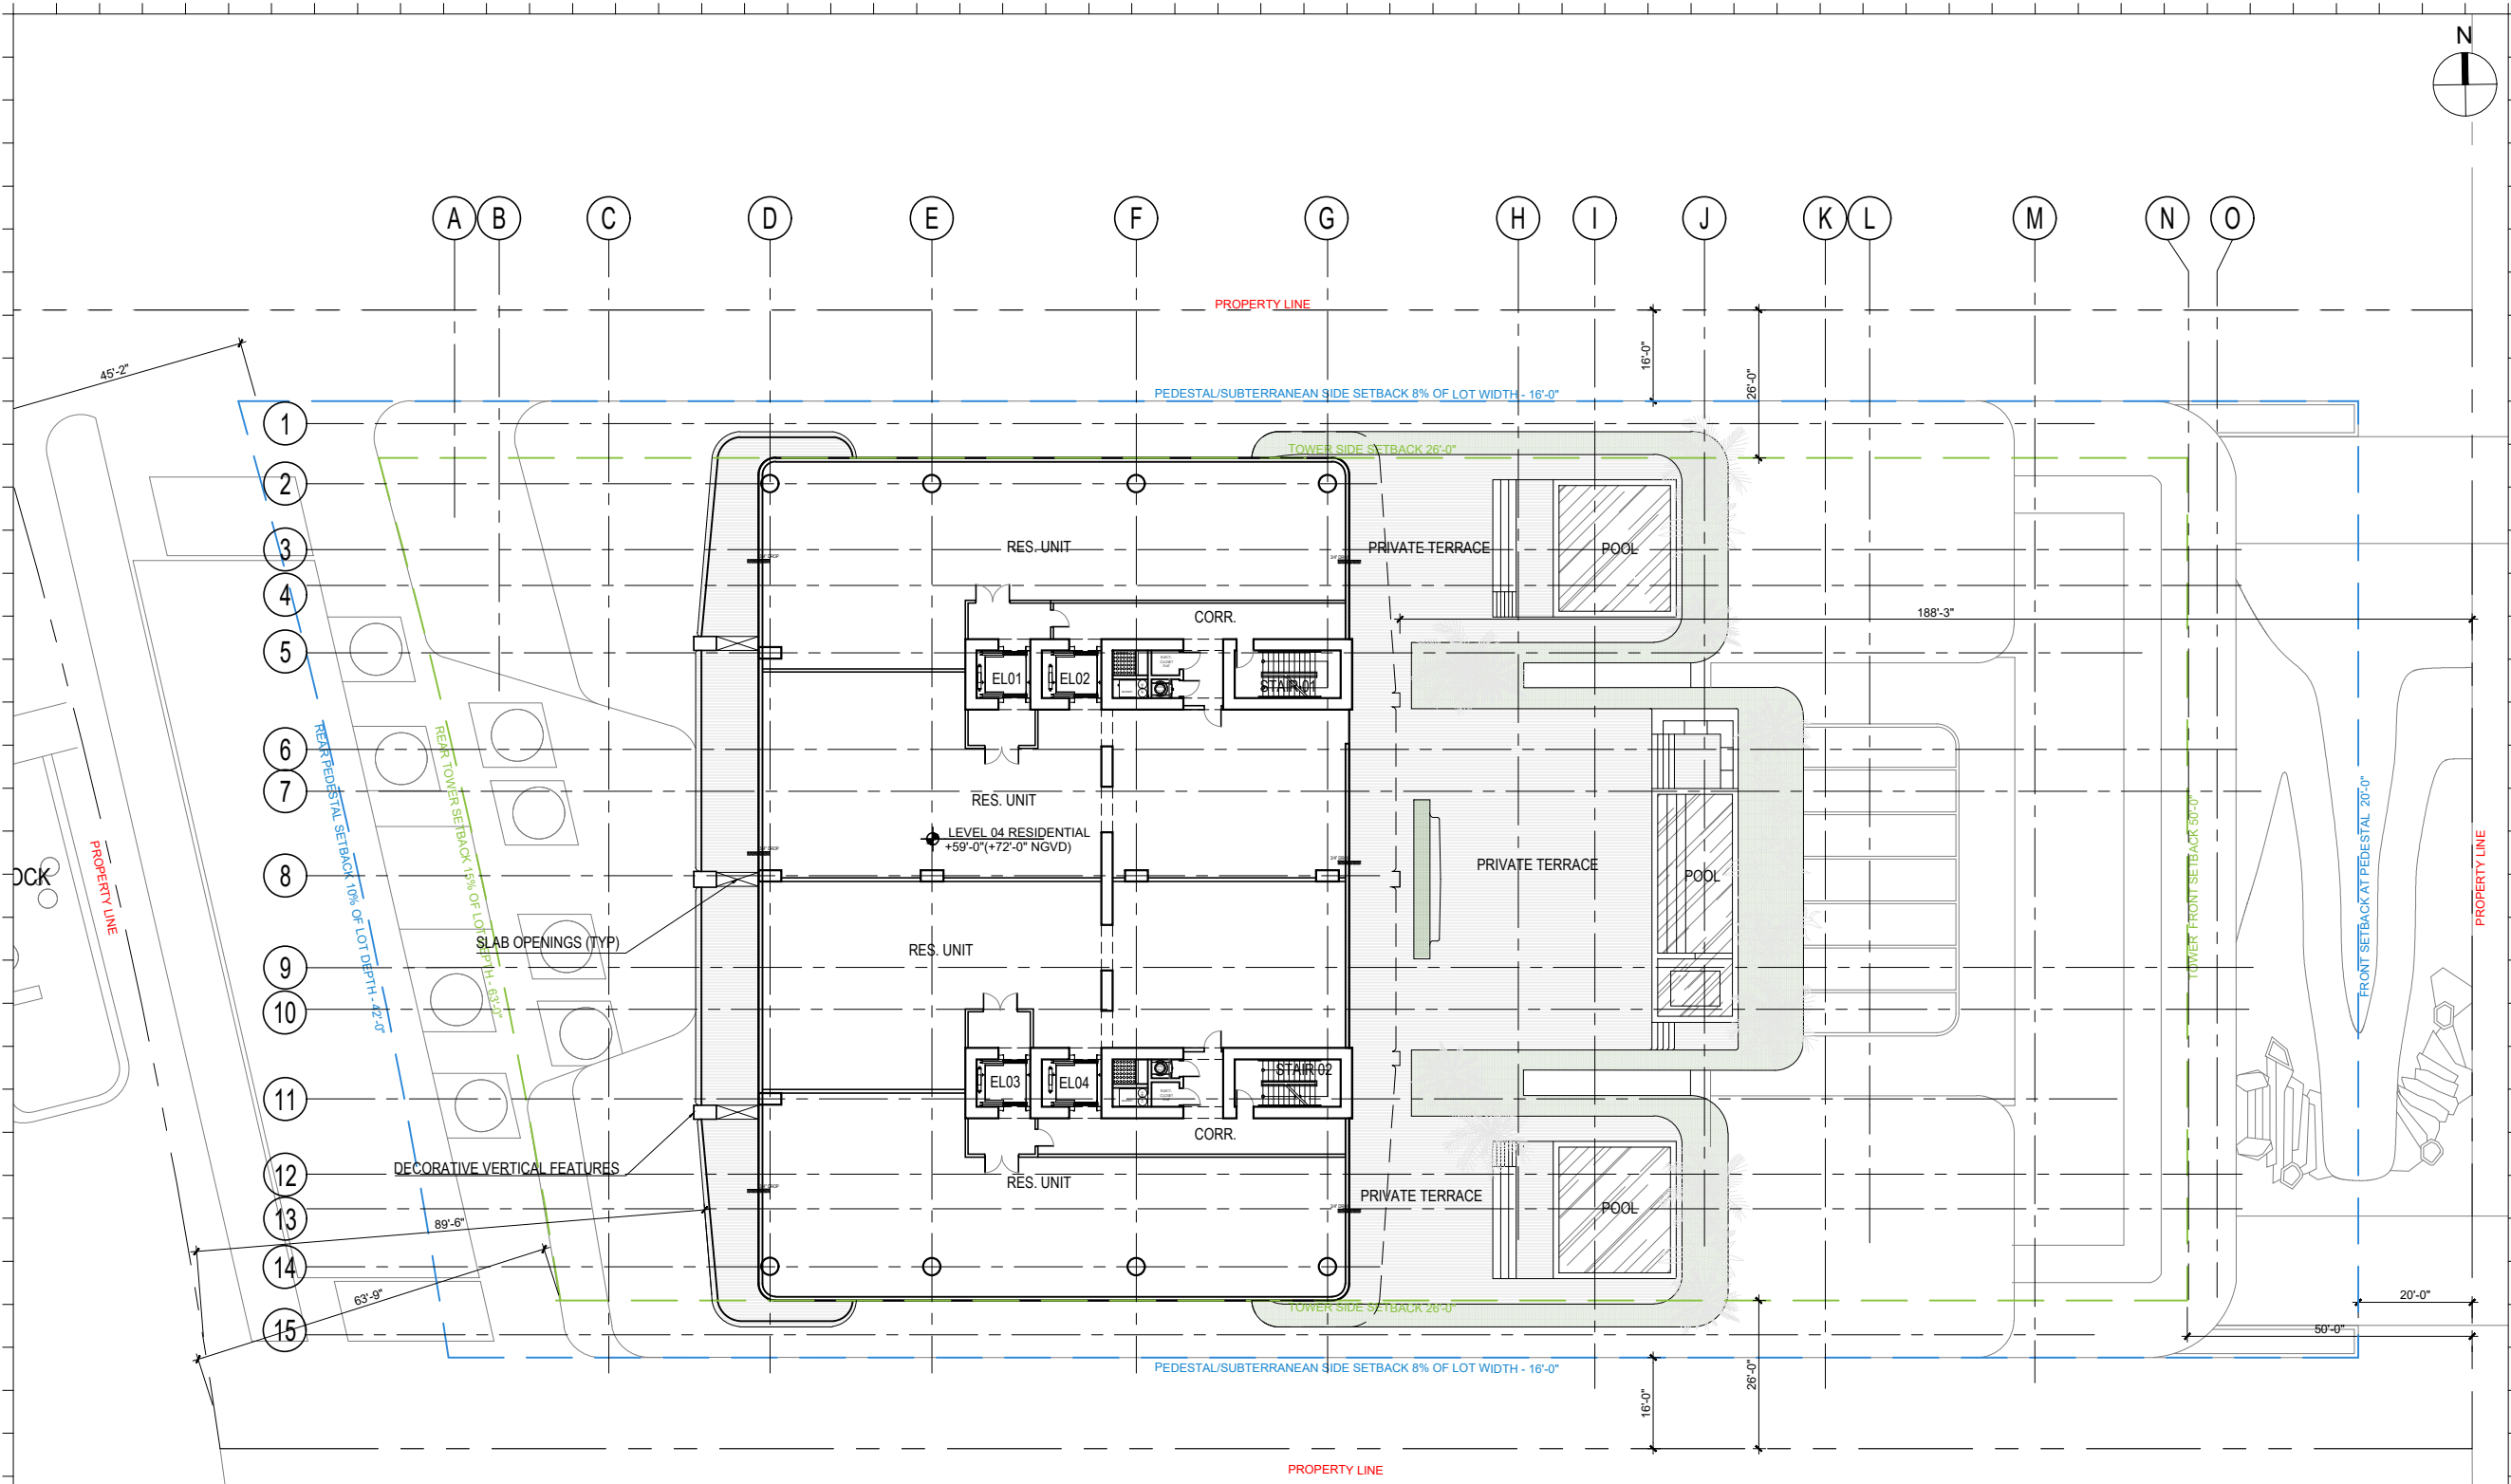 N
A
B
C
D
E
F
G
H
I
J
K
L
M
N
O
PROPERTY LINE
45'-2"
16'-0"
26'-0"
PEDESTAL/SUBTERRANEAN SIDE SETBACK 8% OF LOT WIDTH - 16'-0"
1
TOWER SIDE SETBACK 26'-0"
2
3
RES. UNIT
PRIVATE TERRACE
POOL
3/4" DROP
4
CORR.
188'-3"
5
EL01
EL02
STAIR 01
6
7
RES. UNIT
LEVEL 04 RESIDENTIAL
+59'-0"(+72'-0" NGVD)
REAR PEDESTAL SETBACK 10% OF LOT DEPTH - 42'-0"
REAR TOWER SETBACK 15% OF LOT DEPTH - 63'-0"
PROPERTY LINE
OCK
8
PRIVATE TERRACE
POOL
TOWER FRONT SETBACK 50'-0"
FRONT SETBACK AT PEDESTAL 20'-0"
PROPERTY LINE
SLAB OPENINGS (TYP)
RES. UNIT
9
10
EL03
EL04
STAIR 02
11
CORR.
12
DECORATIVE VERTICAL FEATURES
RES. UNIT
PRIVATE TERRACE
POOL
13
89'-6"
14
63'-9"
20'-0"
TOWER SIDE SETBACK 26'-0"
15
50'-0"
PEDESTAL/SUBTERRANEAN SIDE SETBACK 8% OF LOT WIDTH - 16'-0"
16'-0"
26'-0"
PROPERTY LINE